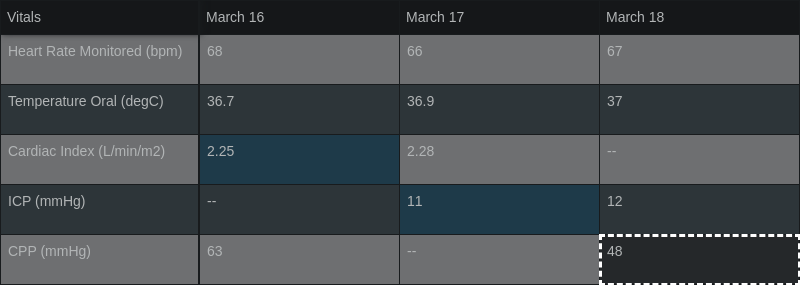 Vitals March 16 March 17 March 18
Heart Rate Monitored (bpm) 68 66 67
Temperature Oral (degC) 36.7 36.9 37
Cardiac Index (L/min/m2) 2.25 2.28 --
ICP (mmHg) -- 11 12
CPP (mmHg) 63 -- 48